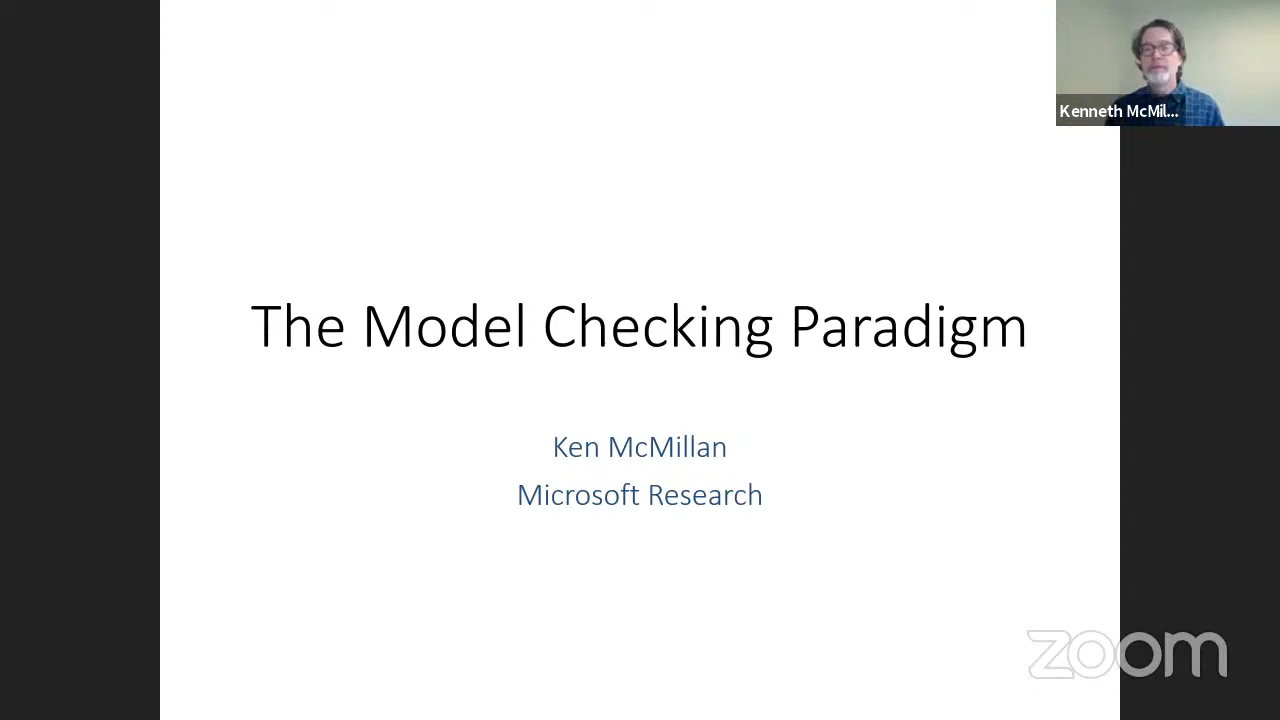 Kenneth McMil...
The Model Checking Paradigm
Ken McMillan
Microsoft Research
zoom